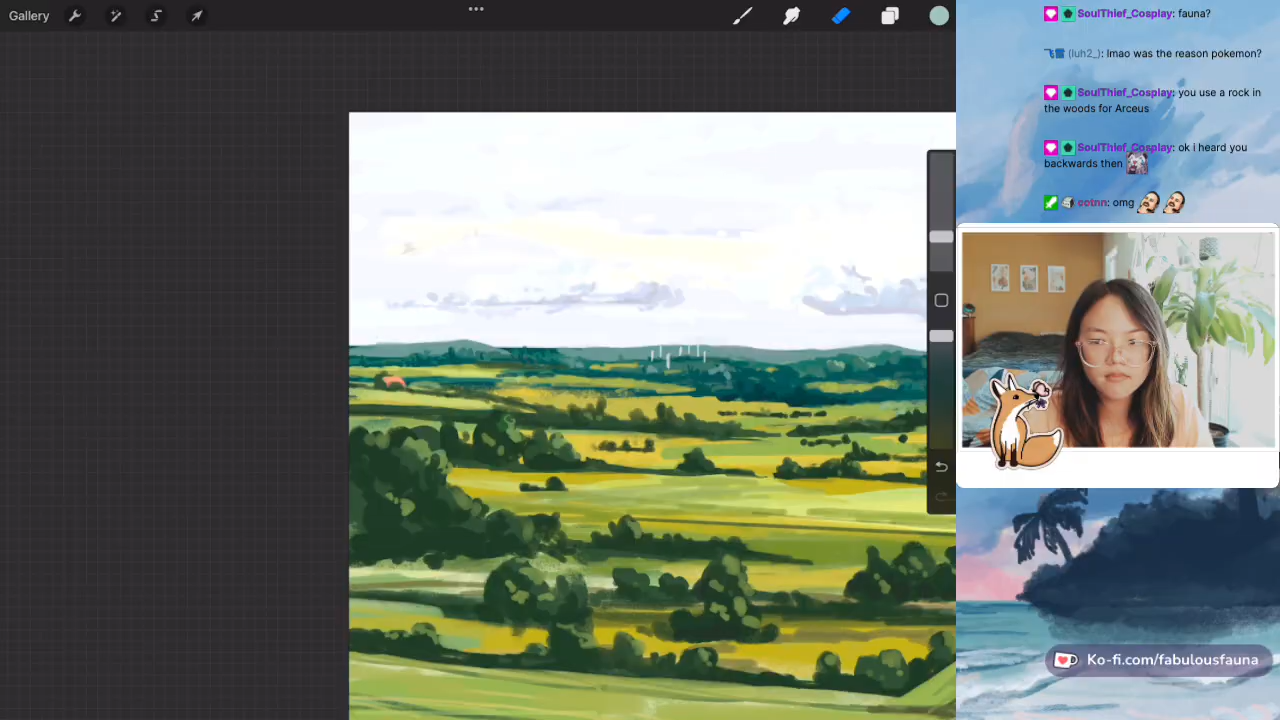 Gallery
SoulThief_Cosplay: fauna?
(luh2_): lmao was the reason pokemon?
SoulThief_Cosplay: you use a rock in
the woods for Arceus
SoulThief_Cosplay: ok i heard you
backwards then
omg
Ko-fi.com/fabulousfauna